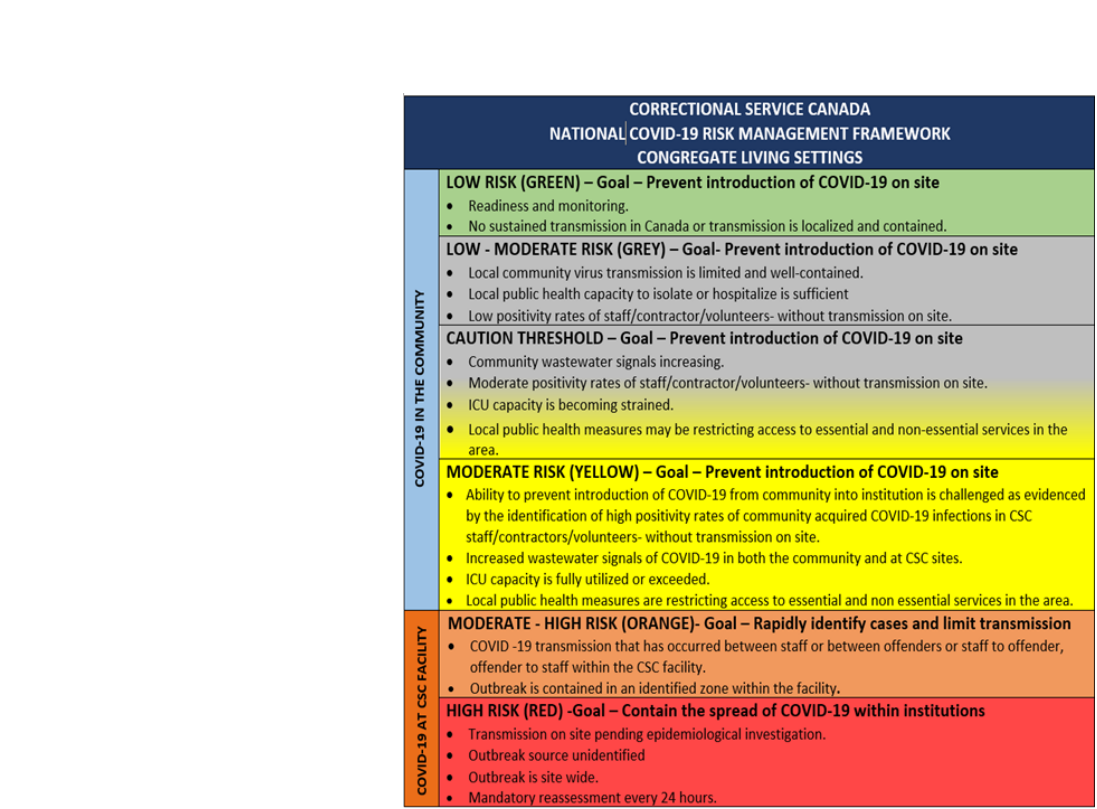 CORRECTIONAL SERVICE CANADA
NATIONAL COVID-19 RISK MANAGEMENT FRAMEWORK
CONGREGATE LIVING SETTINGS
COVID-19 IN THE COMMUNITY
LOW RISK (GREEN) – Goal – Prevent introduction of COVID-19 on site
• Readiness and monitoring.
• No sustained transmission in Canada or transmission is localized and contained.
LOW - MODERATE RISK (GREY) – Goal- Prevent introduction of COVID-19 on site
• Local community virus transmission is limited and well-contained.
• Local public health capacity to isolate or hospitalize is sufficient
• Low positivity rates of staff/contractor/volunteers- without transmission on site.
CAUTION THRESHOLD – Goal – Prevent introduction of COVID-19 on site
• Community wastewater signals increasing.
• Moderate positivity rates of staff/contractor/volunteers- without transmission on site.
• ICU capacity is becoming strained.
• Local public health measures may be restricting access to essential and non-essential services in the
area.
MODERATE RISK (YELLOW) – Goal – Prevent introduction of COVID-19 on site
• Ability to prevent introduction of COVID-19 from community into institution is challenged as evidenced
by the identification of high positivity rates of community acquired COVID-19 infections in CSC
staff/contractors/volunteers- without transmission on site.
• Increased wastewater signals of COVID-19 in both the community and at CSC sites.
• ICU capacity is fully utilized or exceeded.
• Local public health measures are restricting access to essential and non essential services in the area.
COVID-19 AT CSC FACILITY
MODERATE - HIGH RISK (ORANGE)- Goal – Rapidly identify cases and limit transmission
• COVID -19 transmission that has occurred between staff or between offenders or staff to offender,
offender to staff within the CSC facility.
• Outbreak is contained in an identified zone within the facility.
HIGH RISK (RED) -Goal – Contain the spread of COVID-19 within institutions
• Transmission on site pending epidemiological investigation.
• Outbreak source unidentified
• Outbreak is site wide.
• Mandatory reassessment every 24 hours.